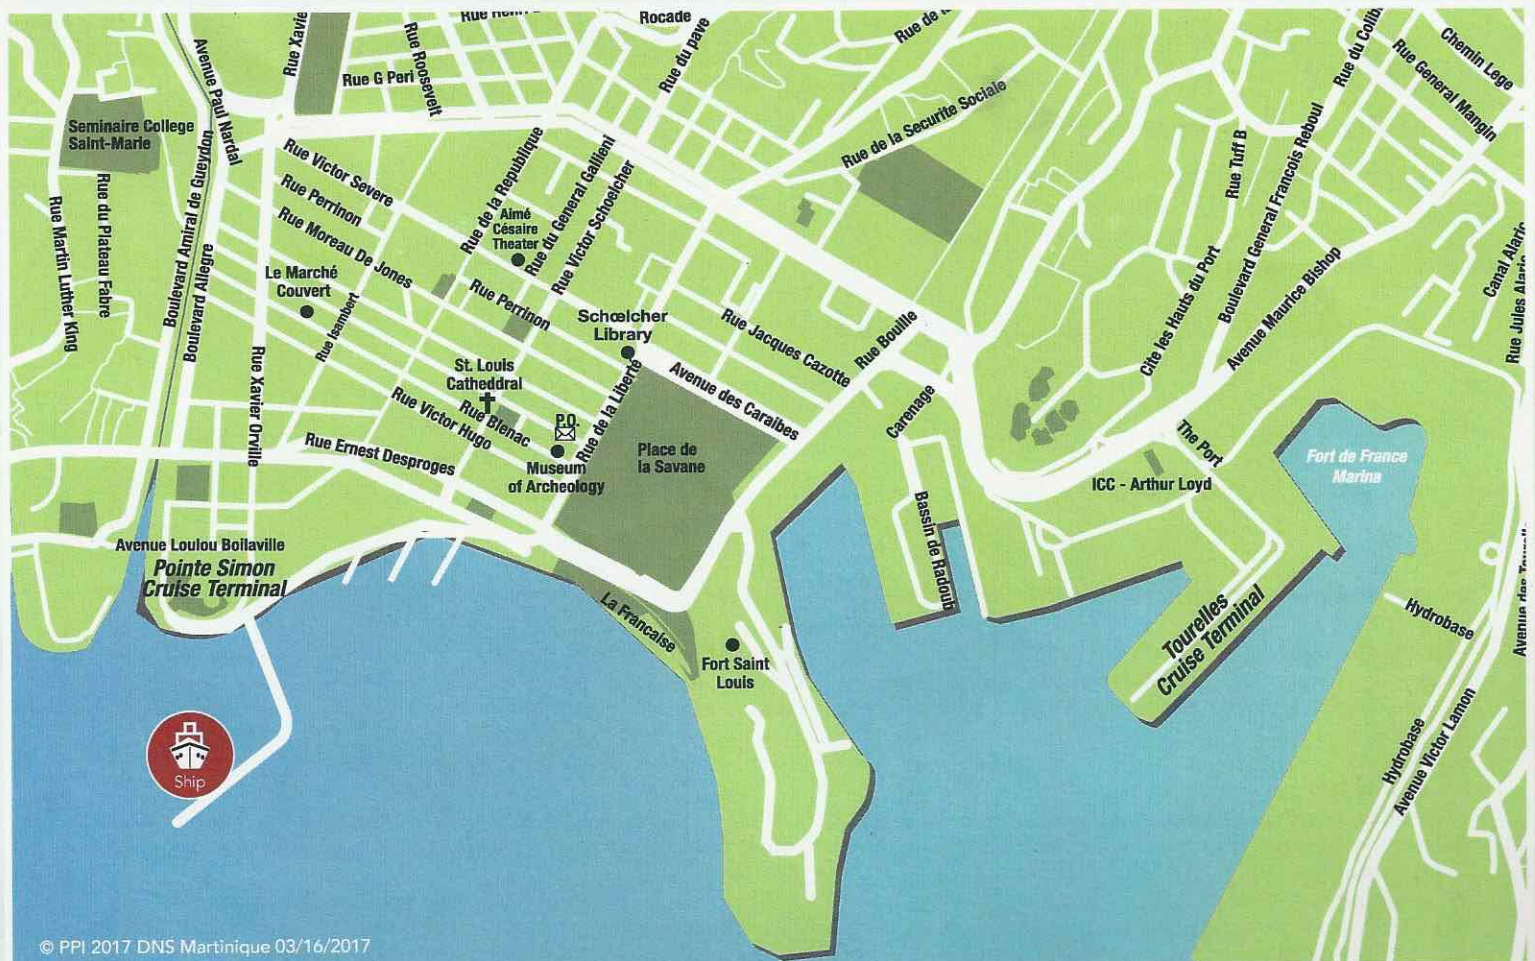 Rue Xavie
Rocade
Rue du pave
Rue de l
Rue du Colib
Chemin Lege
Rue General Mangin
Avenue Paul Nardal
Rue Roosevelt
Rue G Peri
Seminaire College
Saint-Marie
Rue de la Securite Sociale
Rue Tuff B
Boulevard General François Reboul
Rue Victor Severe
Rue Perrinon
Rue Moreau De Jones
Rue de la Republique
Rue du General Gallieni
Rue Victor Schoelcher
Aimé
Césaire
Theater
Rue Martin Luther King
Rue du Plateau Fabre
Boulevard Amiral de Gueydon
Boulevard Allegre
Le Marché
Couvert
Rue Isambert
Rue Perrinon
Schœlcher
Library
Rue Jacques Cazotte
Rue Bouille
Cite les Hauts du Port
Avenue Maurice Bishop
Canal Alaric
Rue Jules Alaric
Rue Xavier Orville
St. Louis
Catheddral
Rue Victor Hugo
Rue Blenac
P.O.
Rue de la Liberte
Avenue des Caraibes
Carenage
The Port
Rue Ernest Desproges
Museum
of Archeology
Place de
la Savane
ICC - Arthur Loyd
Fort de France
Marina
Bassin de Radoub
Avenue Loulou Boilaville
Pointe Simon
Cruise Terminal
La Francaise
Fort Saint
Louis
Tourelles
Cruise Terminal
Hydrobase
Avenue des
Hydrobase
Avenue Victor Lamon
Ship
© PPI 2017 DNS Martinique 03/16/2017